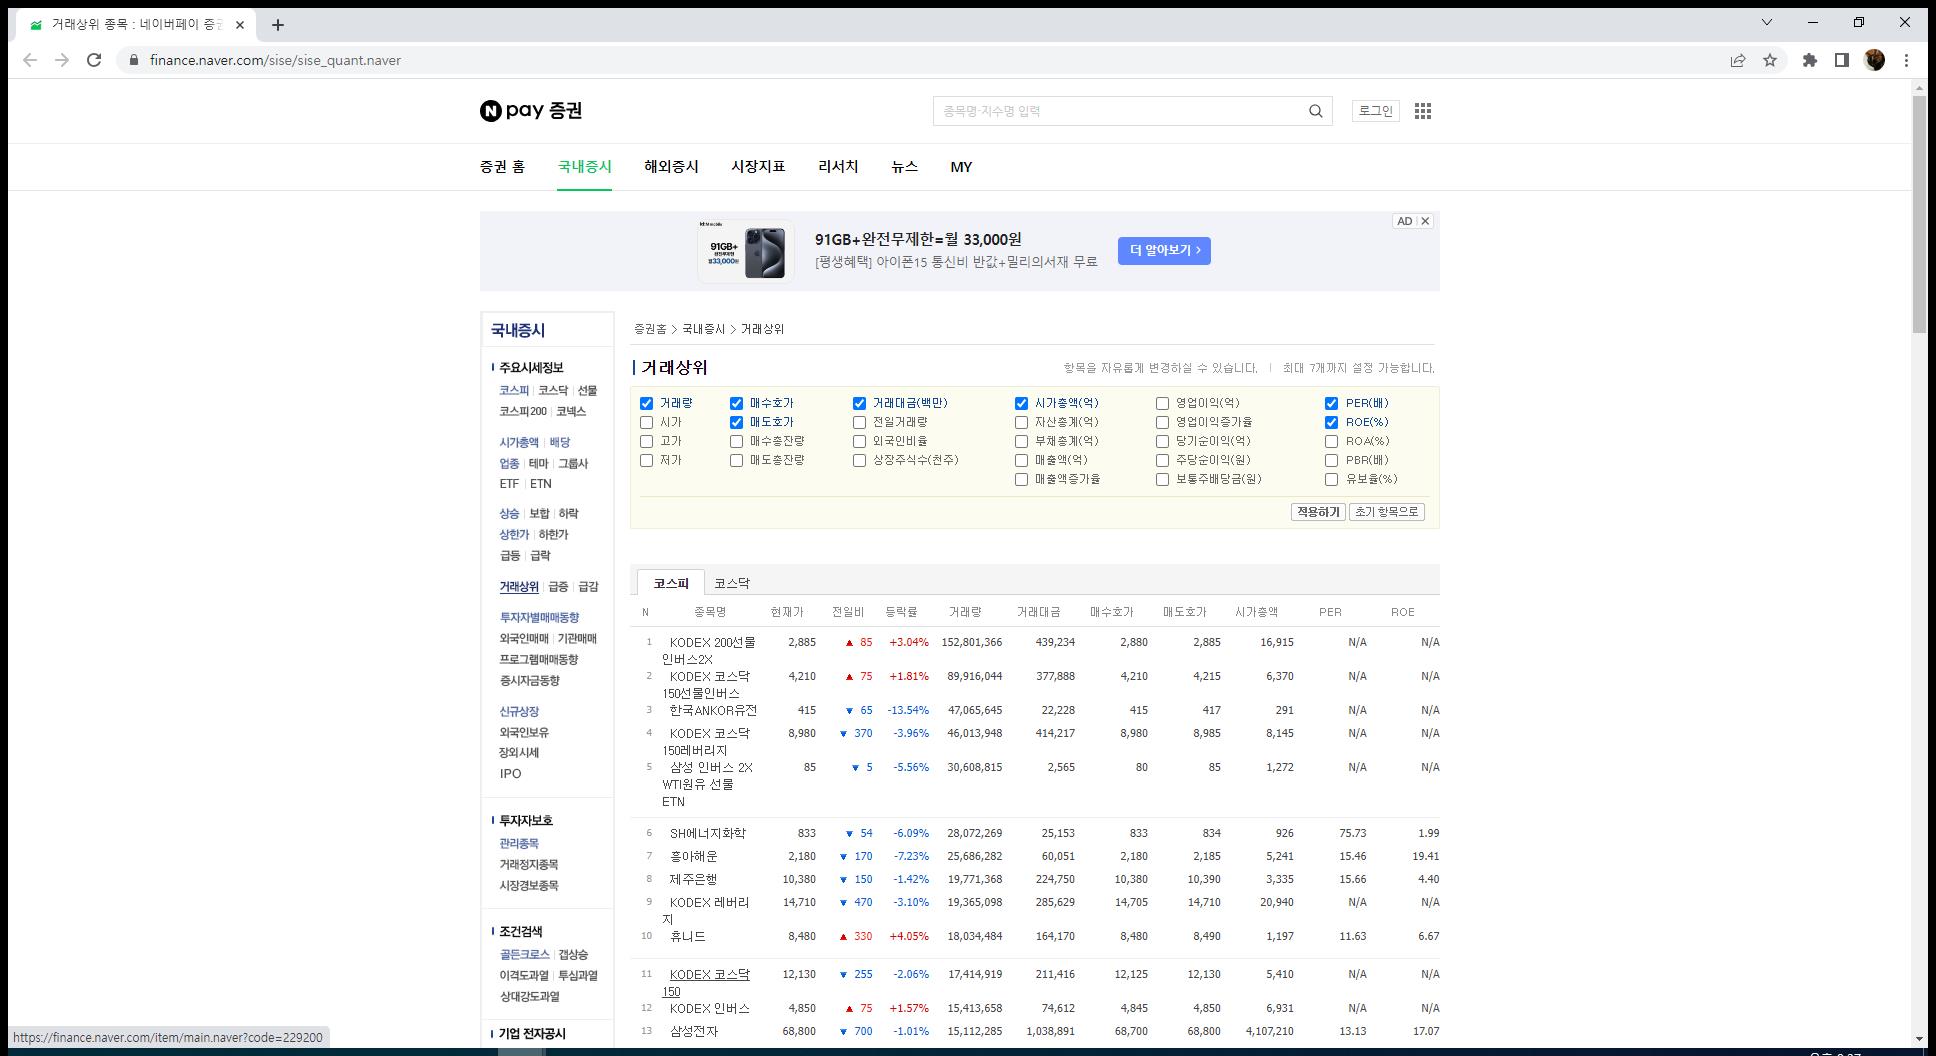 거래상위 종목 : 네이버페이 증권
finance.naver.com/sise/sise_quant.naver
N pay 증권
종목명·지수명 입력
로그인
증권 홈 국내증시 해외증시 시장지표 리서치 뉴스 MY
kt M mobile
91GB+
완전무제한
월33,000원
91GB+완전무제한=월 33,000원
[평생혜택] 아이폰15 통신비 반값+밀리의서재 무료
더 알아보기 >
AD
국내증시
주요시세정보
코스피 코스닥 선물
코스피200 코넥스
시가총액 배당
업종 테마 그룹사
ETF ETN
상승 보합 하락
상한가 하한가
급등 급락
거래상위 급증 급감
투자자별매매동향
외국인매매 기관매매
프로그램매매동향
증시자금동향
신규상장
외국인보유
장외시세
IPO
투자자보호
관리종목
거래정지종목
시장경보종목
조건검색
골든크로스 갭상승
이격도과열 투심과열
상대강도과열
기업 전자공시
증권홈 > 국내증시 > 거래상위
거래상위
항목을 자유롭게 변경하실 수 있습니다. 최대 7개까지 설정 가능합니다.
거래량 매수호가 거래대금(백만) 시가총액(억) 영업이익(억) PER(배)
시가 매도호가 전일거래량 자산총계(억) 영업이익증가율 ROE(%)
고가 매수총잔량 외국인비율 부채총계(억) 당기순이익(억) ROA(%)
저가 매도총잔량 상장주식수(천주) 매출액(억) 주당순이익(원) PBR(배)
매출액증가율 보통주배당금(원) 유보율(%)
적용하기 초기 항목으로
코스피 코스닥
N 종목명 현재가 전일비 등락률 거래량 거래대금 매수호가 매도호가 시가총액 PER ROE
1 KODEX 200선물 2,885 ▲ 85 +3.04% 152,801,366 439,234 2,880 2,885 16,915 N/A N/A
인버스2X
2 KODEX 코스닥 4,210 ▲ 75 +1.81% 89,916,044 377,888 4,210 4,215 6,370 N/A N/A
150선물인버스
3 한국ANKOR유전 415 ▼ 65 -13.54% 47,065,645 22,228 415 417 291 N/A N/A
4 KODEX 코스닥 8,980 ▼ 370 -3.96% 46,013,948 414,217 8,980 8,985 8,145 N/A N/A
150레버리지
5 삼성 인버스 2X 85 ▼ 5 -5.56% 30,608,815 2,565 80 85 1,272 N/A N/A
WTI원유 선물
ETN
6 SH에너지화학 833 ▼ 54 -6.09% 28,072,269 25,153 833 834 926 75.73 1.99
7 흥아해운 2,180 ▼ 170 -7.23% 25,686,282 60,051 2,180 2,185 5,241 15.46 19.41
8 제주은행 10,380 ▼ 150 -1.42% 19,771,368 224,750 10,380 10,390 3,335 15.66 4.40
9 KODEX 레버리 14,710 ▼ 470 -3.10% 19,365,098 285,629 14,705 14,710 20,940 N/A N/A
지
10 휴니드 8,480 ▲ 330 +4.05% 18,034,484 164,170 8,480 8,490 1,197 11.63 6.67
11 KODEX 코스닥 12,130 ▼ 255 -2.06% 17,414,919 211,416 12,125 12,130 5,410 N/A N/A
150
12 KODEX 인버스 4,850 ▲ 75 +1.57% 15,413,658 74,612 4,845 4,850 6,931 N/A N/A
13 삼성전자 68,800 ▼ 700 -1.01% 15,112,285 1,038,891 68,700 68,800 4,107,210 13.13 17.07
https://finance.naver.com/item/main.naver?code=229200